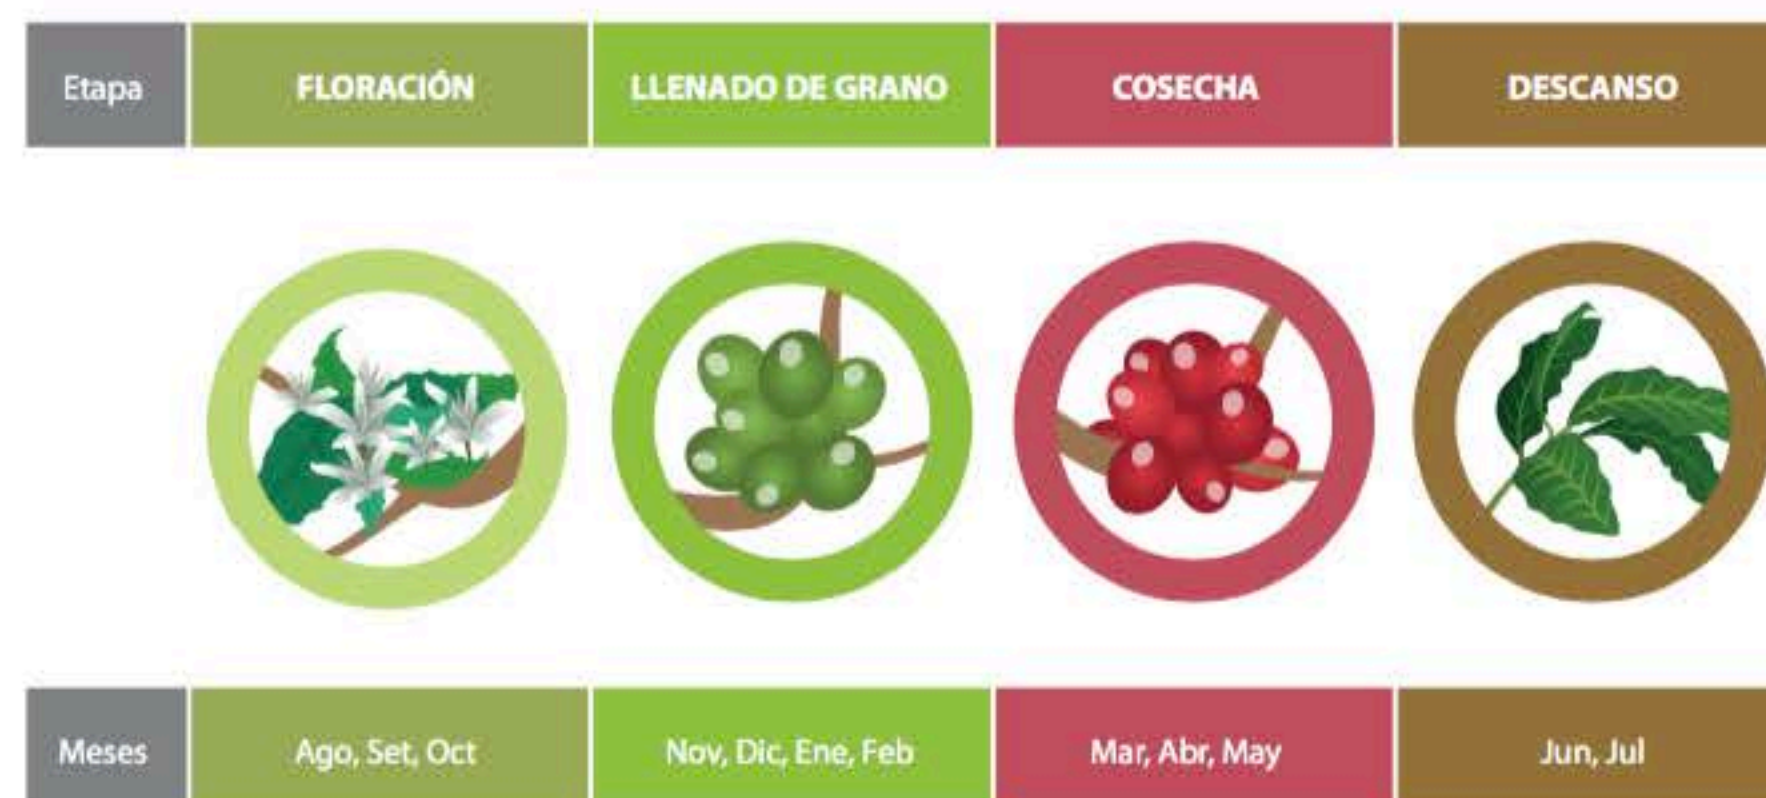 Etapa
FLORACIÓN
LLENADO DE GRANO
COSECHA
DESCANSO
Meses
Ago, Set, Oct
Nov, Dic, Ene, Feb
Mar, Abr, May
Jun, Jul